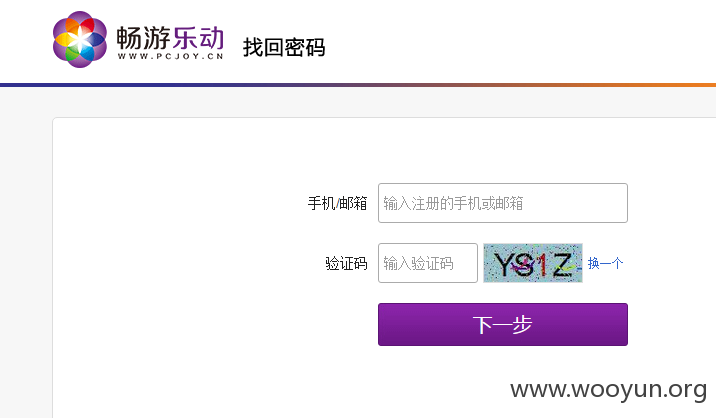 畅游乐动
WWW.PCJOY.CN
找回密码
手机/邮箱
输入注册的手机或邮箱
验证码
输入验证码
YS1Z
换一个
下一步
www.wooyun.org